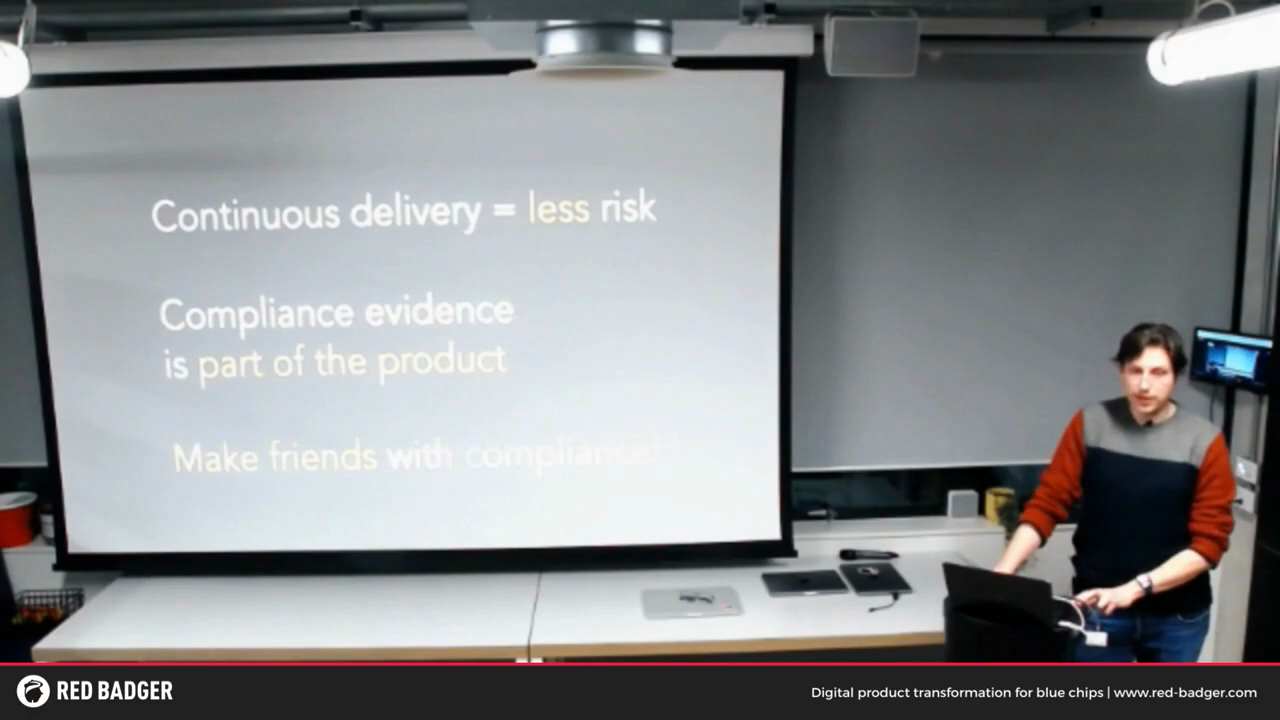 Continuous delivery = less risk
Compliance evidence
is part of the product
Make friends with compliance!
RED BADGER
Digital product transformation for blue chips | www.red-badger.com